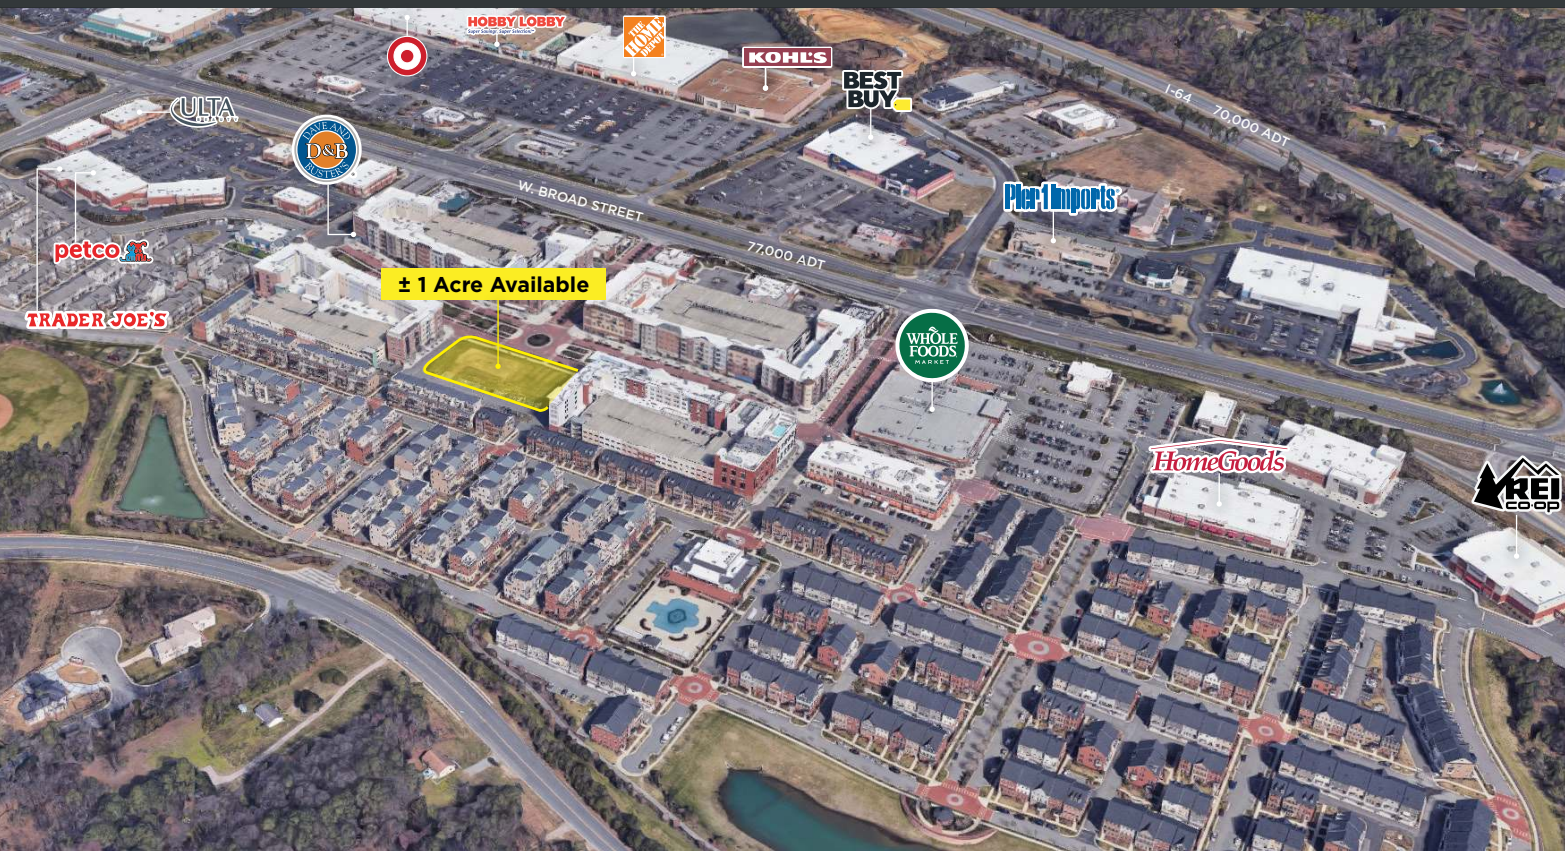 HOBBY LOBBY
Super Savings, Super Selection!
THE
HOME
DEPOT
KOHL'S
BEST
BUY
I-64 70,000 ADT
ULTA
BEAUTY
DAVE AND
D&B
BUSTER'S
W. BROAD STREET
77,000 ADT
Pier 1 Imports
petco
± 1 Acre Available
TRADER JOE'S
WHOLE
FOODS
MARKET
HomeGoods
REI
co·op